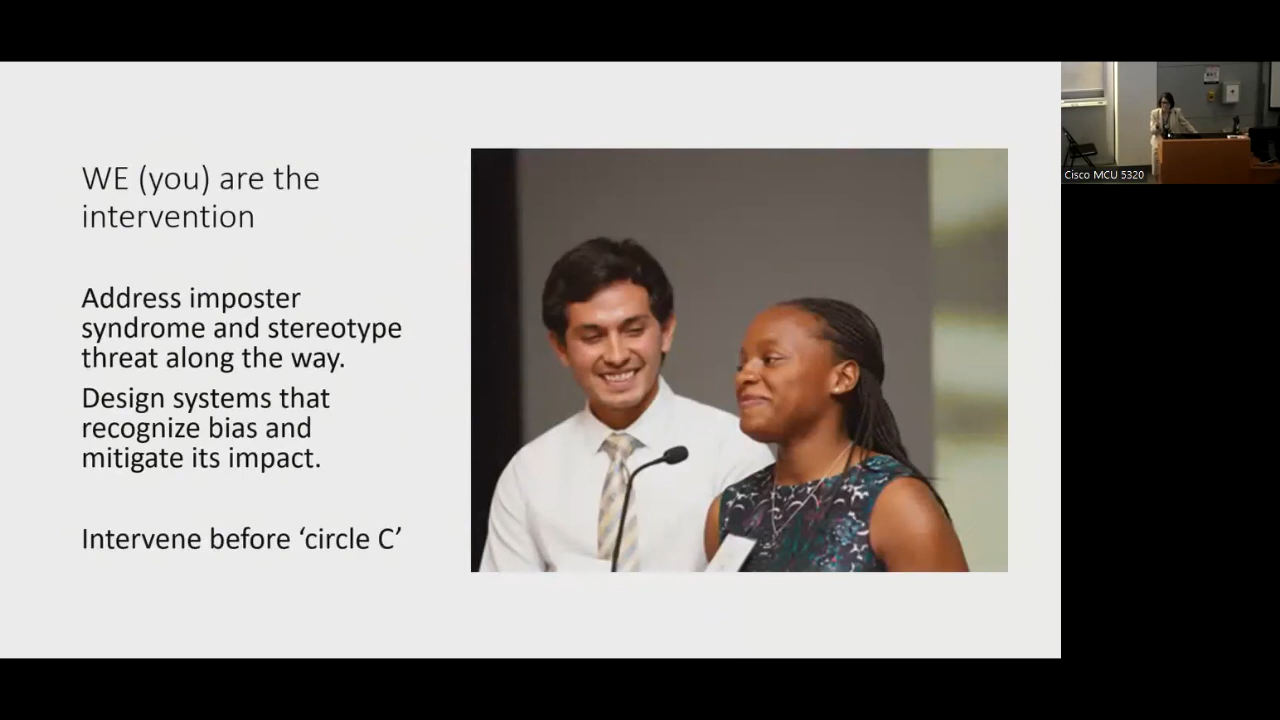 WE (you) are the
intervention
Address imposter
syndrome and stereotype
threat along the way.
Design systems that
recognize bias and
mitigate its impact.
Intervene before ‘circle C’
Cisco MCU 5320